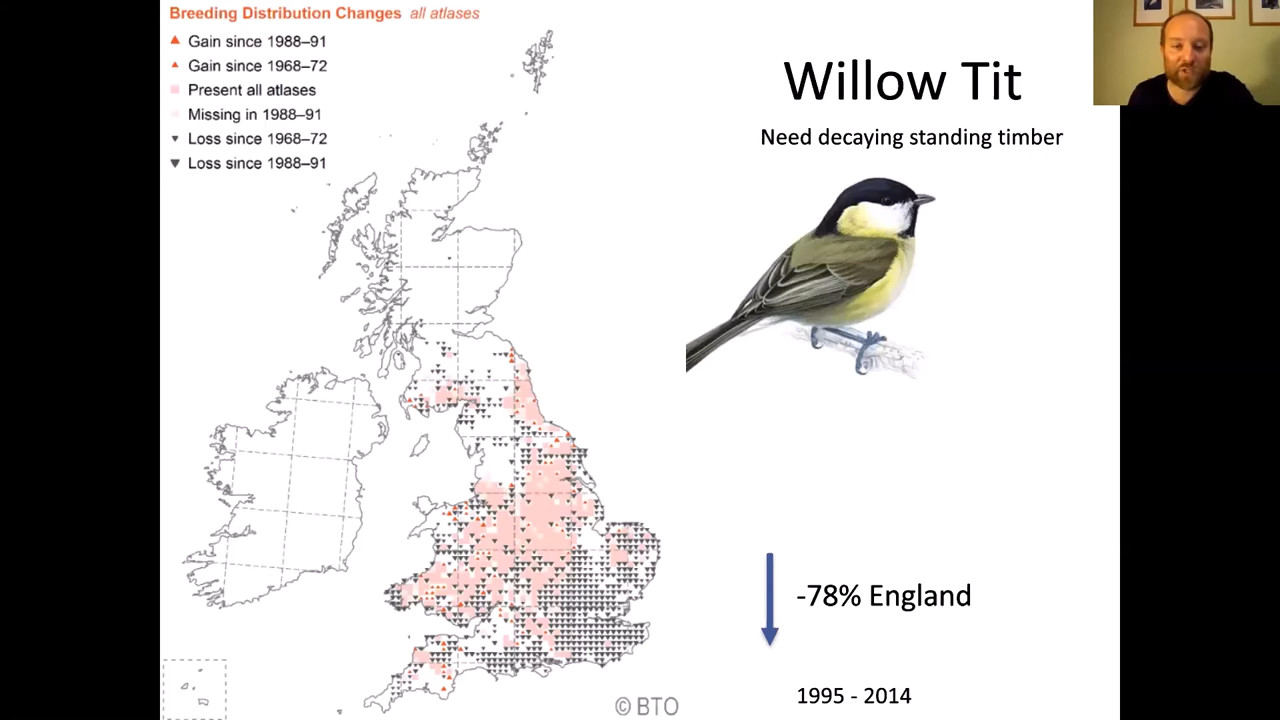 Breeding Distribution Changes all atlases
Gain since 1988–91
Gain since 1968–72
Present all atlases
Missing in 1988–91
Loss since 1968–72
Loss since 1988–91
Willow Tit
Need decaying standing timber
-78% England
1995 - 2014
© BTO